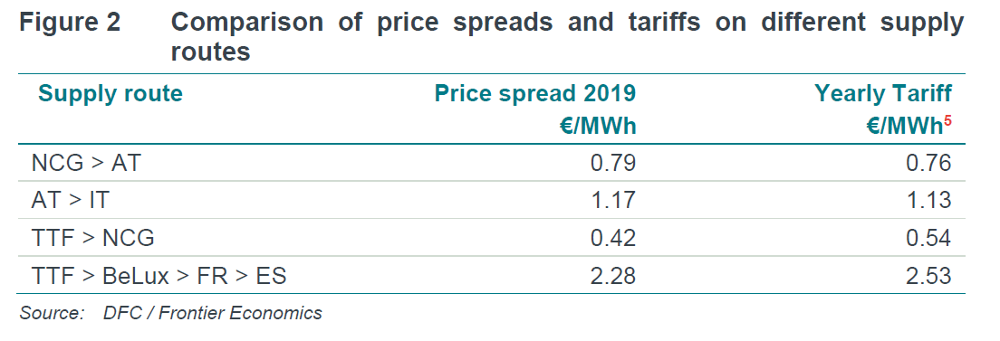 Figure 2 Comparison of price spreads and tariffs on different supply
routes
Supply route Price spread 2019 Yearly Tariff
€/MWh €/MWh5
NCG > AT 0.79 0.76
AT > IT 1.17 1.13
TTF > NCG 0.42 0.54
TTF > BeLux > FR > ES 2.28 2.53
Source: DFC / Frontier Economics